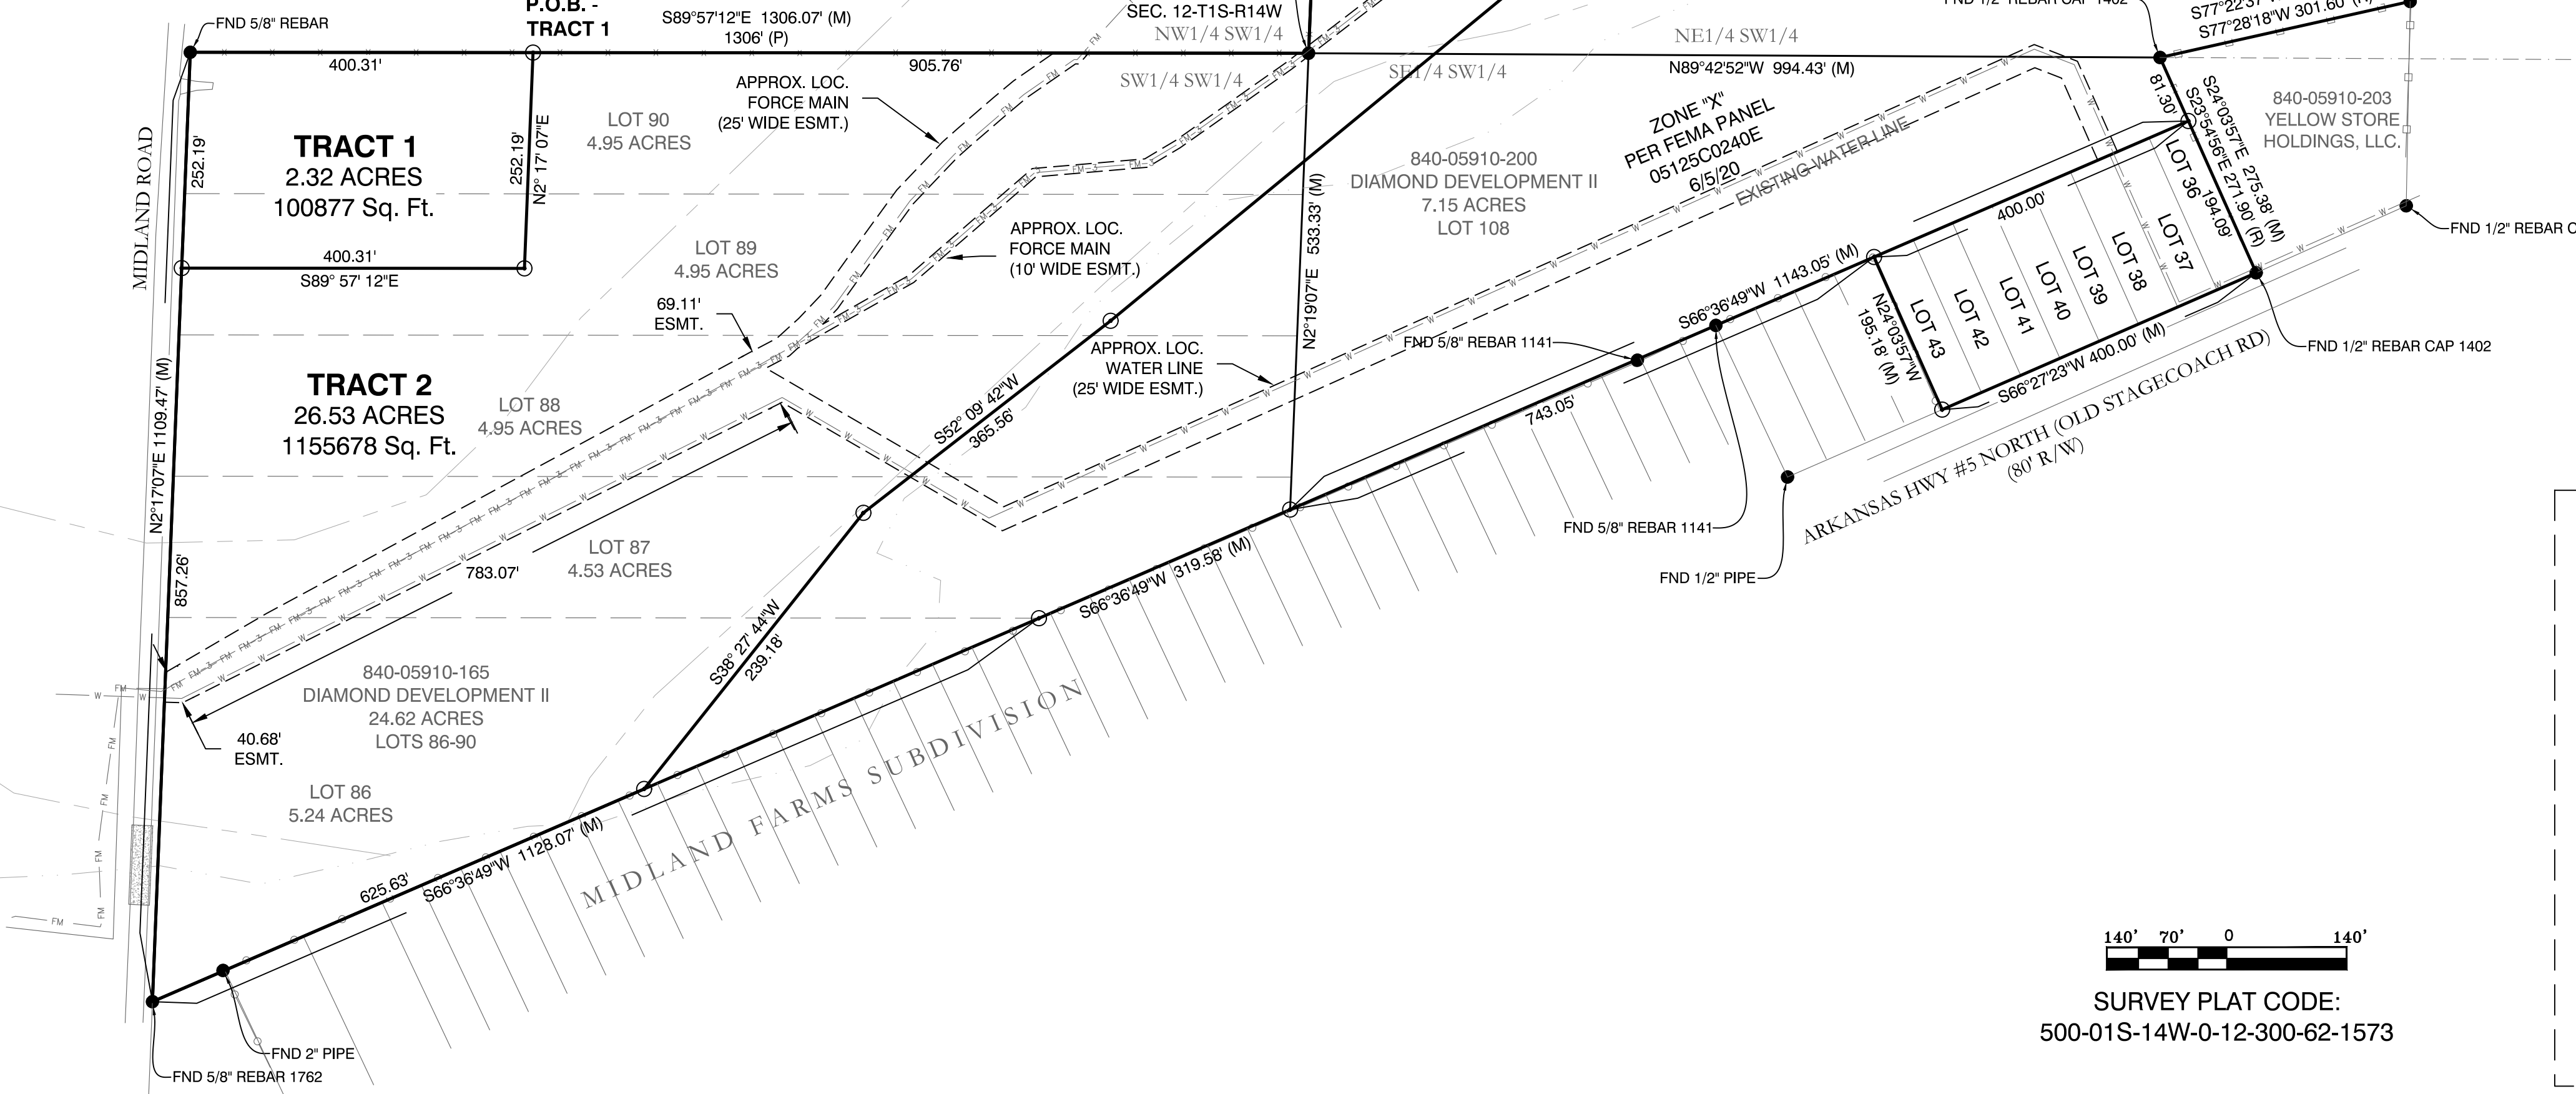 FND 5/8" REBAR
P.O.B. -
TRACT 1
S89°57'12"E 1306.07' (M)
1306' (P)
400.31'
905.76'
SEC. 12-T1S-R14W
NW1/4 SW1/4
SW1/4 SW1/4
NE1/4 SW1/4
SE1/4 SW1/4
N89°42'52"W 994.43' (M)
S77°28'18"W 301.60'
MIDLAND ROAD
252.19'
TRACT 1
2.32 ACRES
100877 Sq. Ft.
252.19'
N2° 17' 07"E
400.31'
S89° 57' 12"E
LOT 90
4.95 ACRES
APPROX. LOC.
FORCE MAIN
(25' WIDE ESMT.)
LOT 89
4.95 ACRES
APPROX. LOC.
FORCE MAIN
(10' WIDE ESMT.)
69.11'
ESMT.
840-05910-200
DIAMOND DEVELOPMENT II
7.15 ACRES
LOT 108
N2°19'07"E 533.33' (M)
ZONE "X"
PER FEMA PANEL
05125C0240E
6/5/20
EXISTING WATER LINE
81.30'
S24°03'57"E 275.38' (M)
S23°54'56"E 271.90' (R)
194.09'
840-05910-203
YELLOW STORE
HOLDINGS, LLC.
FND 1/2" REBAR
400.00'
LOT 36
LOT 37
LOT 38
LOT 39
LOT 40
LOT 41
LOT 42
LOT 43
N24°03'57"W
195.18' (M)
S66°27'23"W 400.00' (M)
FND 1/2" REBAR CAP 1402
ARKANSAS HWY #5 NORTH (OLD STAGECOACH RD)
(80' R/W)
S66°36'49"W 1143.05' (M)
743.05'
FND 5/8" REBAR 1141
FND 5/8" REBAR 1141
FND 1/2" PIPE
APPROX. LOC.
WATER LINE
(25' WIDE ESMT.)
TRACT 2
26.53 ACRES
1155678 Sq. Ft.
LOT 88
4.95 ACRES
N2°17'07"E 1109.47' (M)
857.26'
S52° 09' 42"W
365.56'
LOT 87
4.53 ACRES
783.07'
S38° 27' 44"W
239.18'
S66°36'49"W 319.58' (M)
840-05910-165
DIAMOND DEVELOPMENT II
24.62 ACRES
LOTS 86-90
40.68'
ESMT.
LOT 86
5.24 ACRES
625.63'
S66°36'49"W 1128.07' (M)
MIDLAND FARMS SUBDIVISION
FND 2" PIPE
FND 5/8" REBAR 1762
140' 70' 0 140'
SURVEY PLAT CODE:
500-01S-14W-0-12-300-62-1573